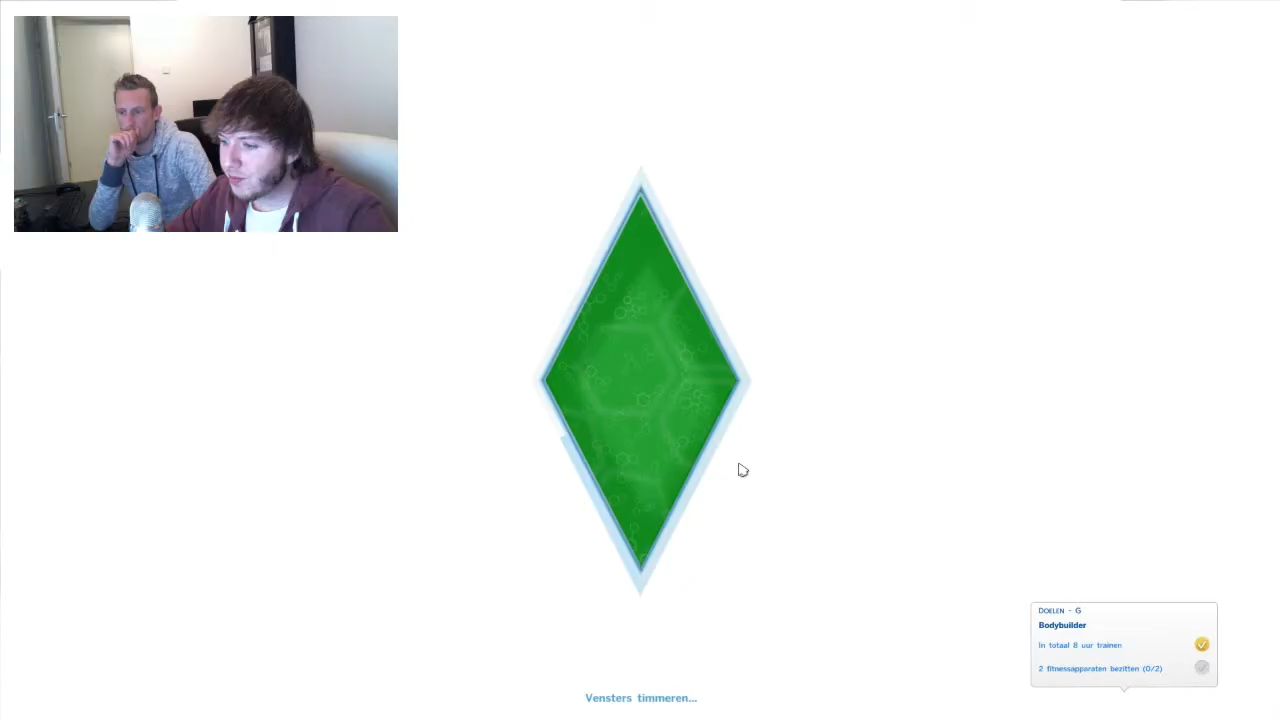 DOELEN - G
Bodybuilder
In totaal 8 uur trainen
2 fitnessapparaten bezitten (0/2)
Vensters timmeren...